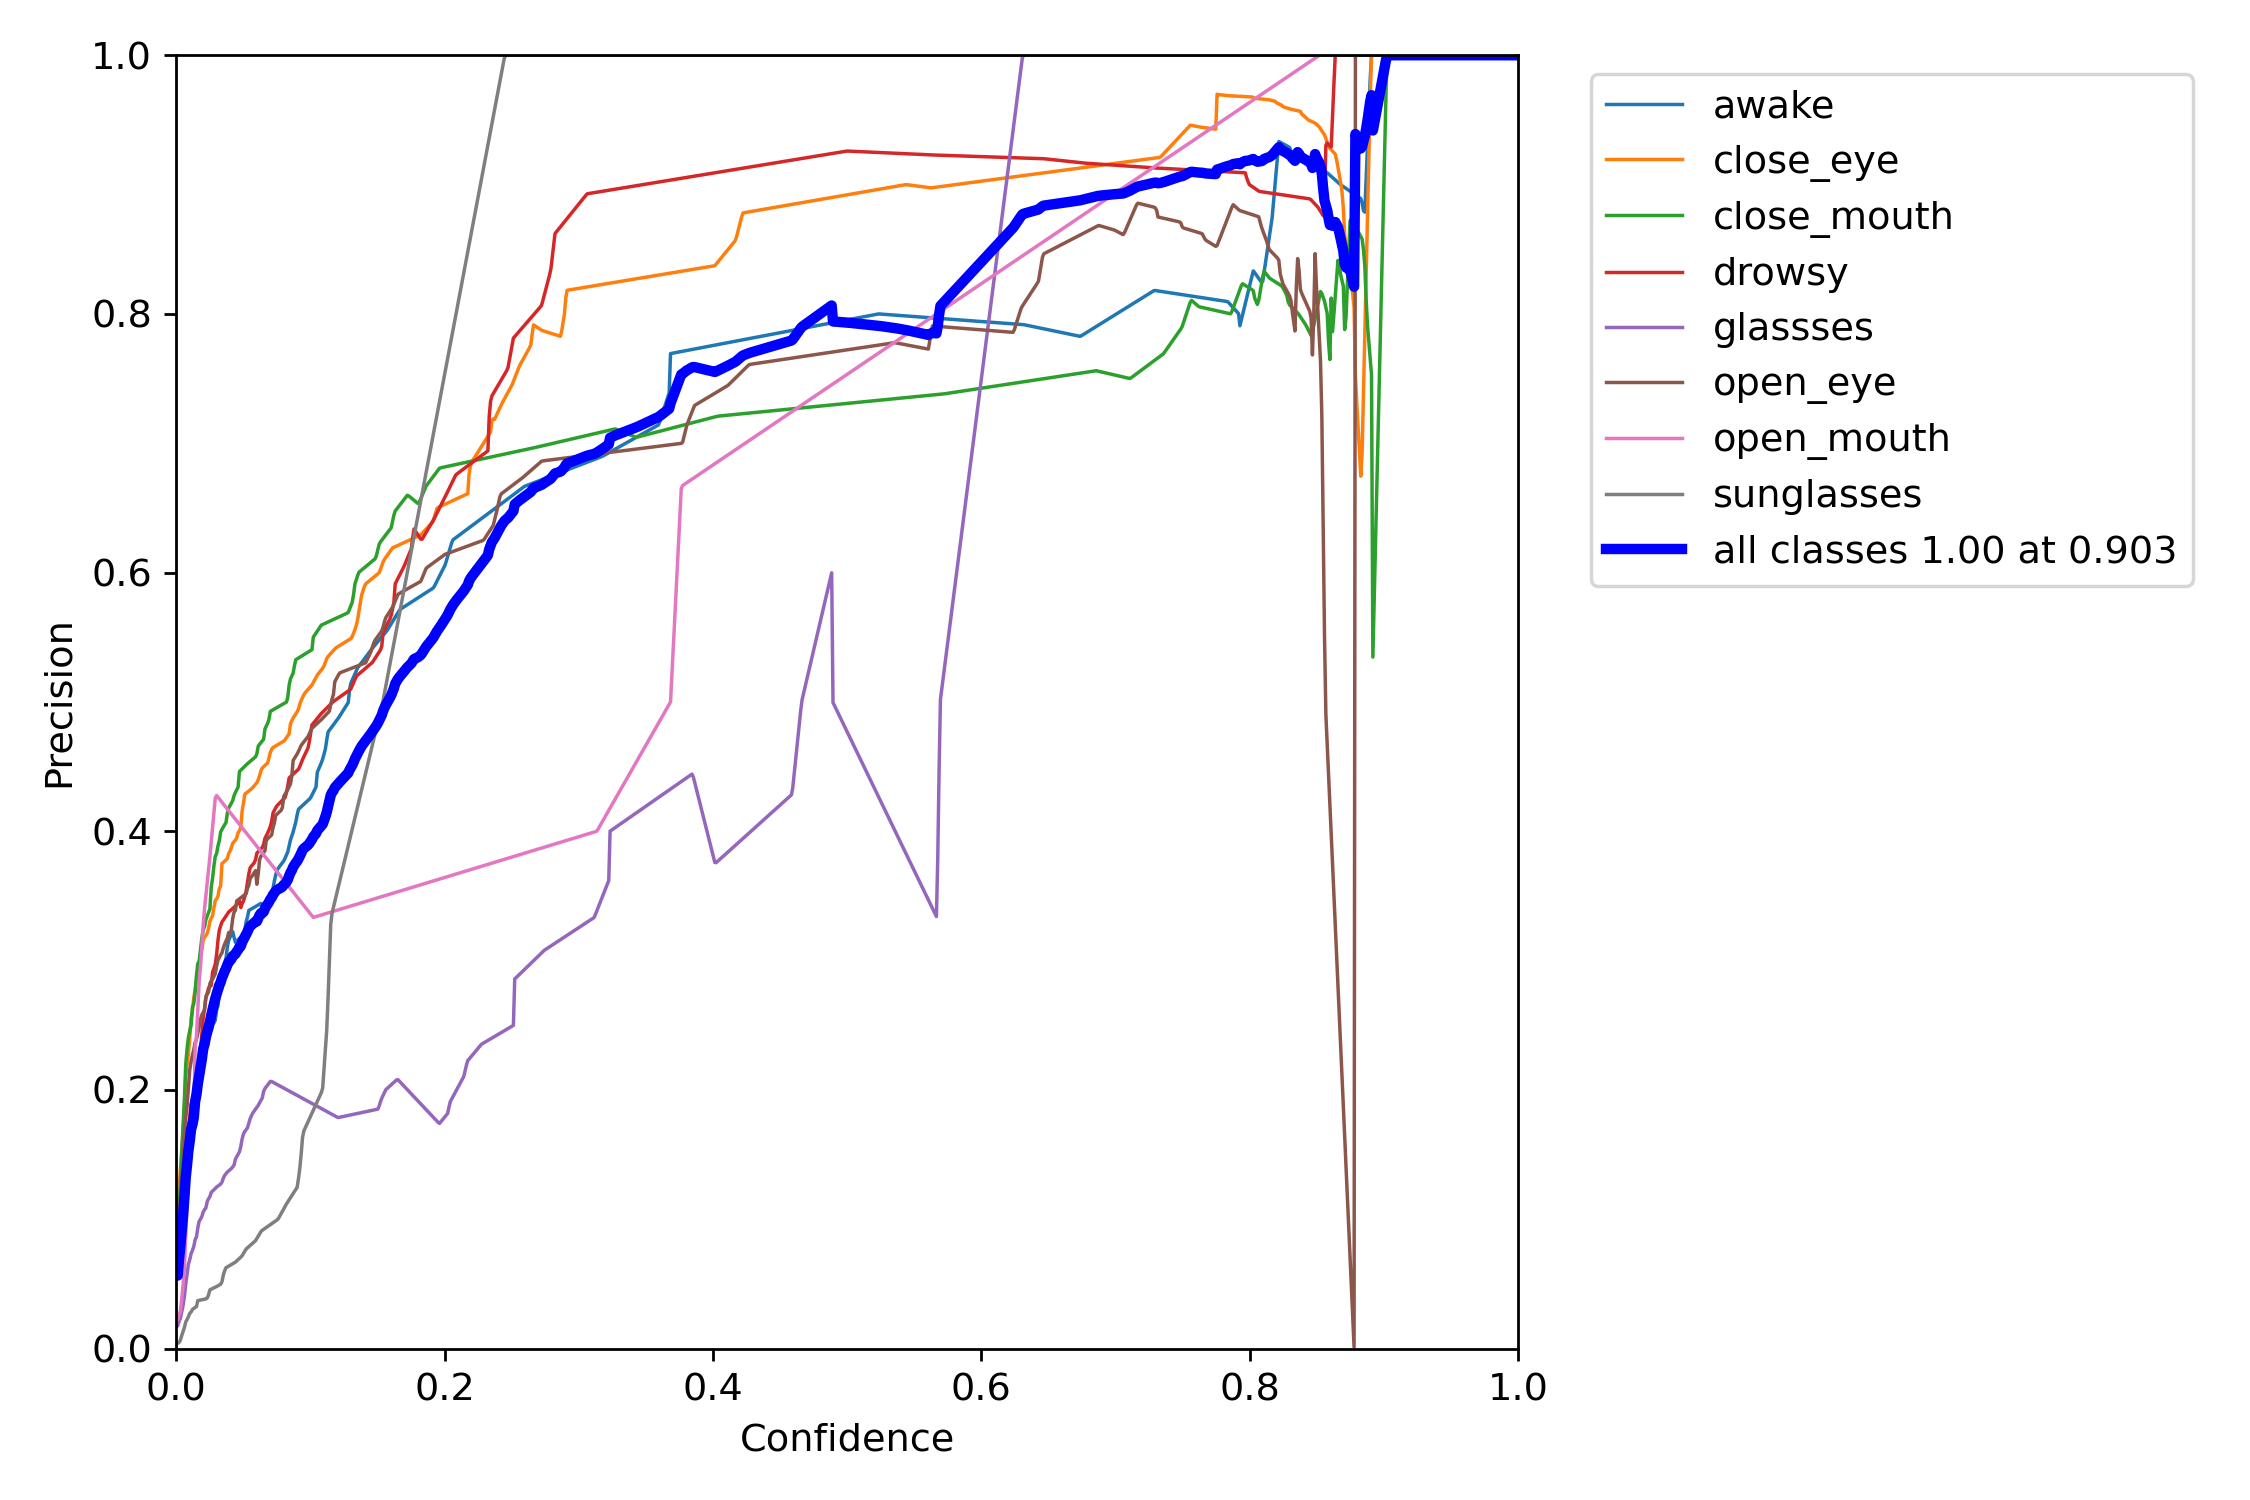 1.0
0.8
0.6
0.4
0.2
0.0
Precision
0.0 0.2 0.4 0.6 0.8 1.0
Confidence
awake
close_eye
close_mouth
drowsy
glassses
open_eye
open_mouth
sunglasses
all classes 1.00 at 0.903